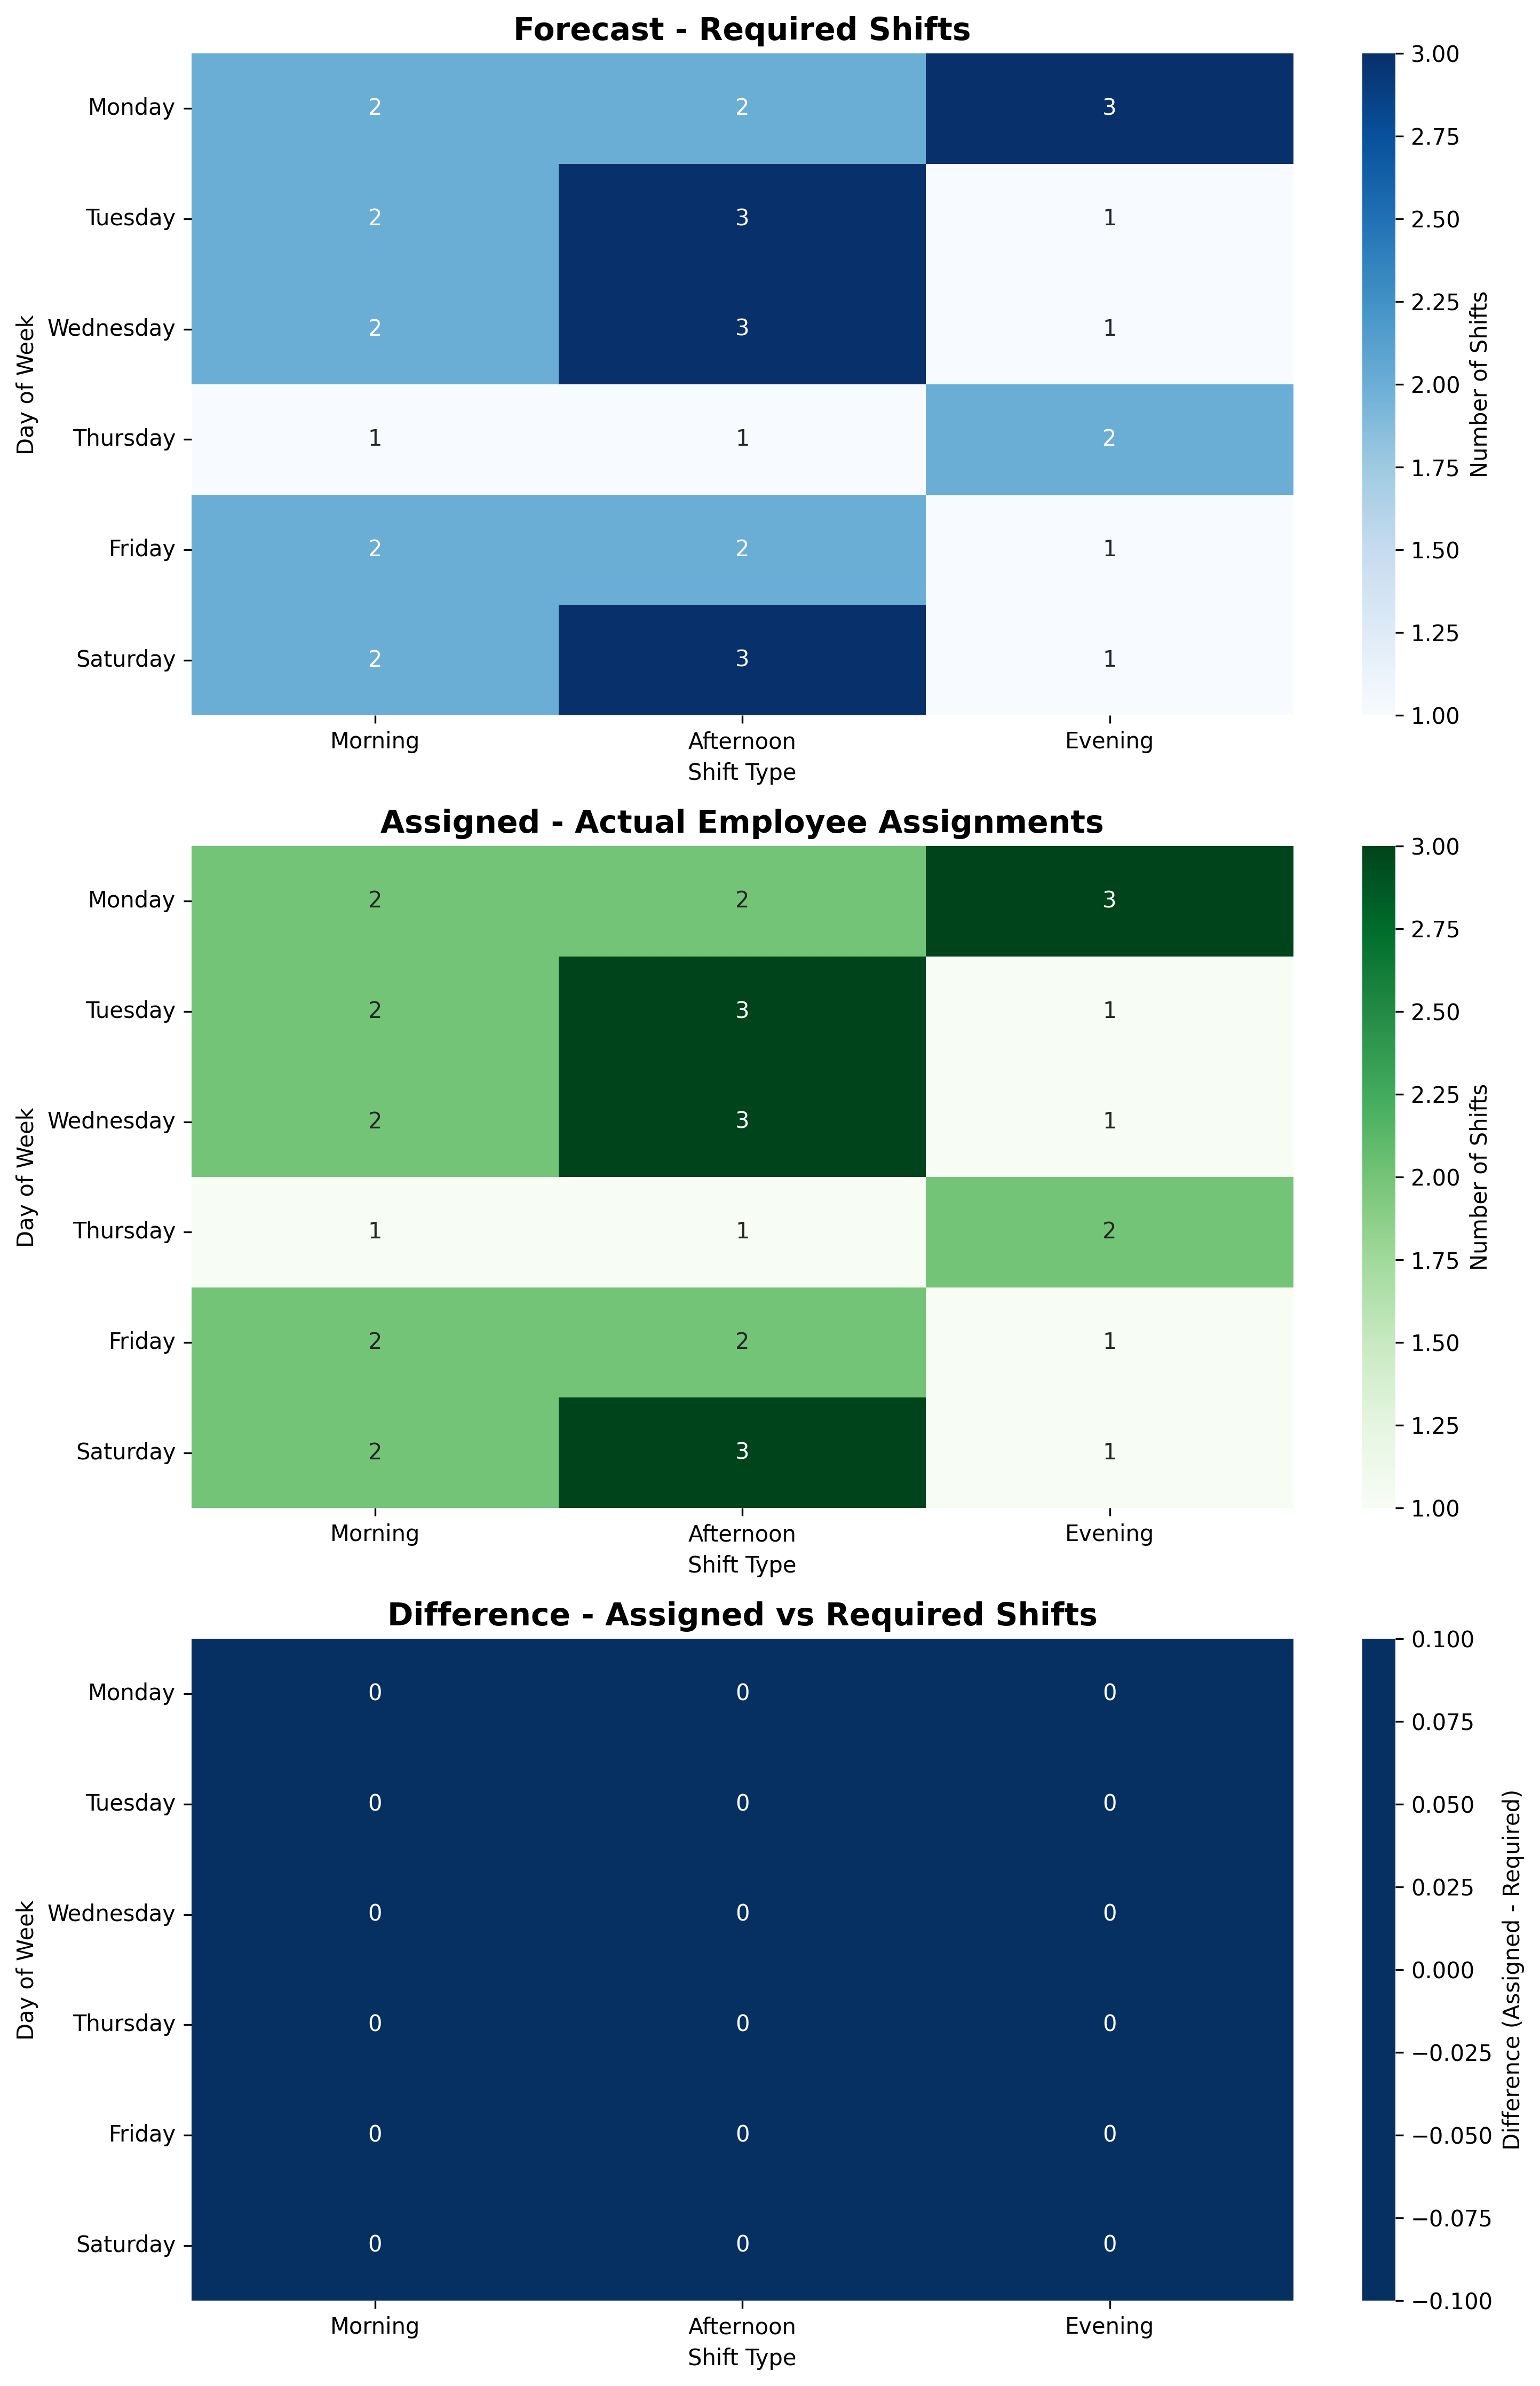 Forecast - Required Shifts
Day of Week
Monday 2 2 3
Tuesday 2 3 1
Wednesday 2 3 1
Thursday 1 1 2
Friday 2 2 1
Saturday 2 3 1
Morning Afternoon Evening
Shift Type
3.00
2.75
2.50
2.25
2.00
1.75
1.50
1.25
1.00
Number of Shifts
Assigned - Actual Employee Assignments
Day of Week
Monday 2 2 3
Tuesday 2 3 1
Wednesday 2 3 1
Thursday 1 1 2
Friday 2 2 1
Saturday 2 3 1
Morning Afternoon Evening
Shift Type
3.00
2.75
2.50
2.25
2.00
1.75
1.50
1.25
1.00
Number of Shifts
Difference - Assigned vs Required Shifts
Day of Week
Monday 0 0 0
Tuesday 0 0 0
Wednesday 0 0 0
Thursday 0 0 0
Friday 0 0 0
Saturday 0 0 0
Morning Afternoon Evening
Shift Type
0.100
0.075
0.050
0.025
0.000
−0.025
−0.050
−0.075
−0.100
Difference (Assigned - Required)